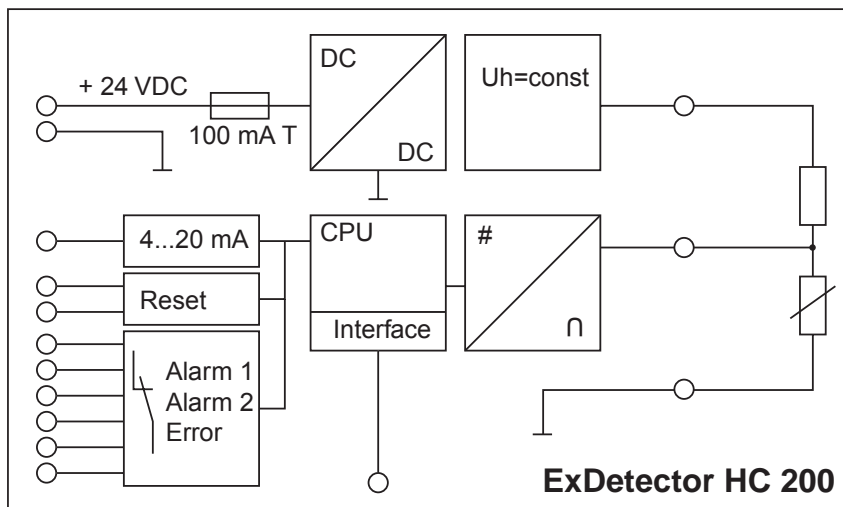 + 24 VDC
100 mA T
DC
DC
Uh=const
4...20 mA
CPU
#
∩
Reset
Interface
Alarm 1
Alarm 2
Error
ExDetector HC 200